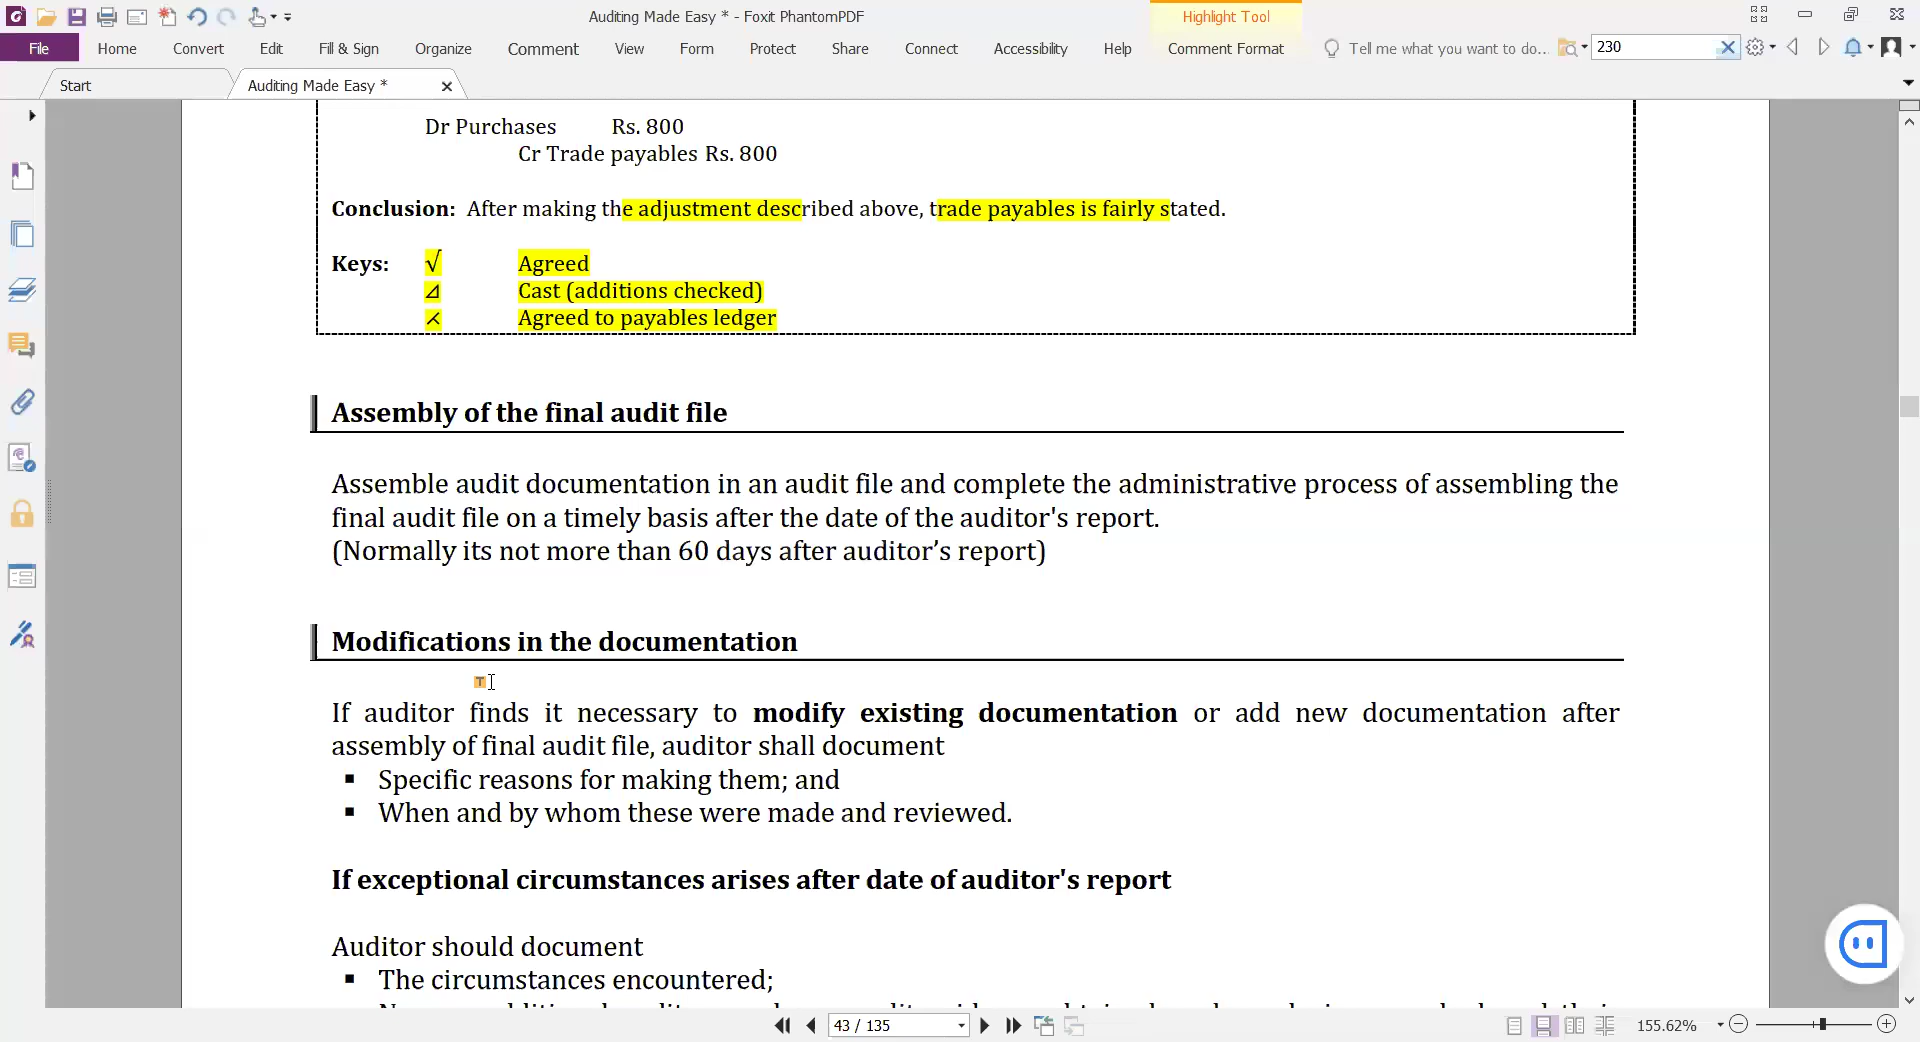 Auditing Made Easy * - Foxit PhantomPDF
Highlight Tool
File Home Convert Edit Fill & Sign Organize Comment View Form Protect Share Connect Accessibility Help Comment Format Tell me what you want to do... 230
Start Auditing Made Easy *
Dr Purchases Rs. 800
Cr Trade payables Rs. 800
Conclusion: After making the adjustment described above, trade payables is fairly stated.
Keys: √ Agreed
⊿ Cast (additions checked)
⊀ Agreed to payables ledger
Assembly of the final audit file
Assemble audit documentation in an audit file and complete the administrative process of assembling the
final audit file on a timely basis after the date of the auditor's report.
(Normally its not more than 60 days after auditor’s report)
Modifications in the documentation
T
If auditor finds it necessary to modify existing documentation or add new documentation after
assembly of final audit file, auditor shall document
▪ Specific reasons for making them; and
▪ When and by whom these were made and reviewed.
If exceptional circumstances arises after date of auditor's report
Auditor should document
▪ The circumstances encountered;
43 / 135
155.62%